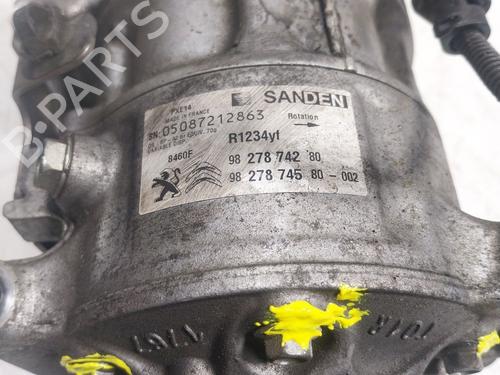 B-PARTS
PXE14
SANDEN
MADE IN FRANCE
SN:05087212863
Rotation
R1234yf
8460F
98 278 742 80
98 278 745 80-002